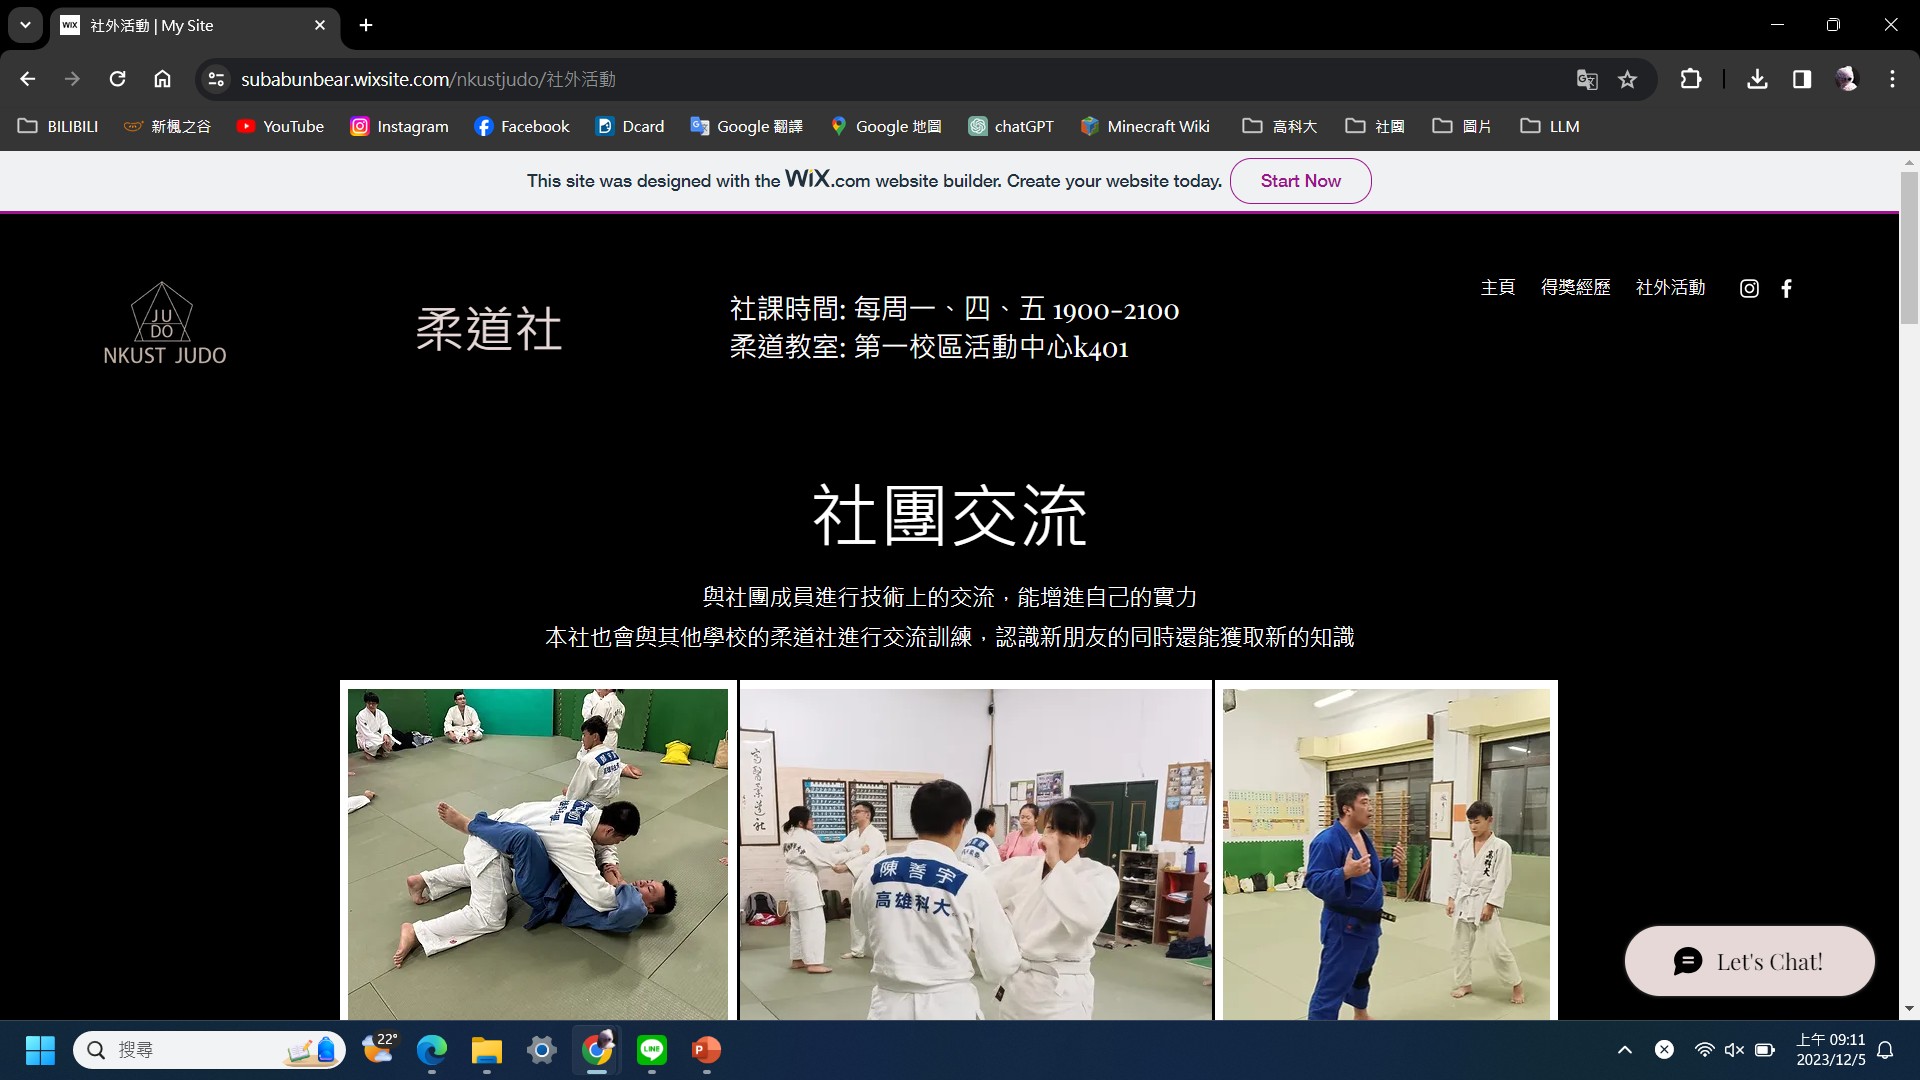 社外活動 | My Site
subabunbear.wixsite.com/nkustjudo/社外活動
BILIBILI 新楓之谷 YouTube Instagram Facebook Dcard Google 翻譯 Google 地圖 chatGPT Minecraft Wiki 高科大 社團 圖片 LLM
This site was designed with the WiX.com website builder. Create your website today. Start Now
主頁 得獎經歷 社外活動
JU
DO
NKUST JUDO
柔道社
社課時間: 每周一、四、五 1900-2100
柔道教室: 第一校區活動中心k401
社團交流
與社團成員進行技術上的交流，能增進自己的實力
本社也會與其他學校的柔道社進行交流訓練，認識新朋友的同時還能獲取新的知識
高醫柔道社
陳善宇
高雄科大
高科大
Let's Chat!
搜尋
22°
上午 09:11
2023/12/5